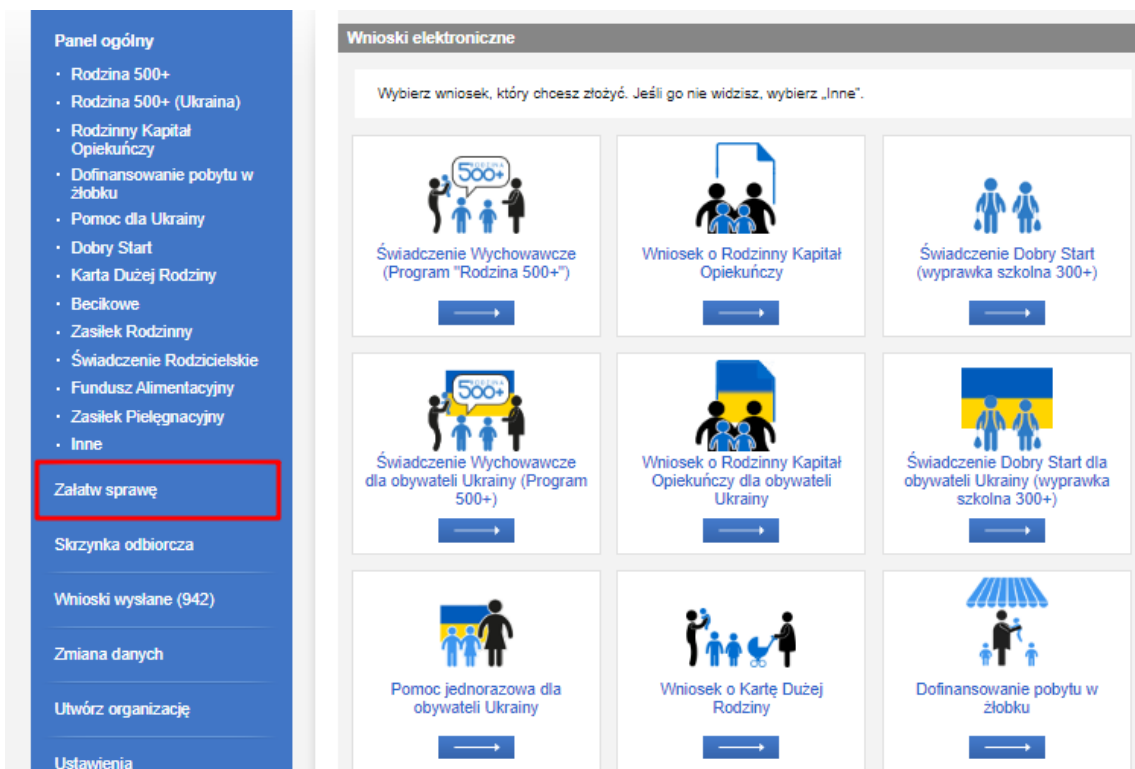 Panel ogólny
Rodzina 500+
Rodzina 500+ (Ukraina)
Rodzinny Kapitał
Opiekuńczy
Dofinansowanie pobytu w
żłobku
Pomoc dla Ukrainy
Dobry Start
Karta Dużej Rodziny
Becikowe
Zasiłek Rodzinny
Świadczenie Rodzicielskie
Fundusz Alimentacyjny
Zasiłek Pielęgnacyjny
Inne
Załatw sprawę
Skrzynka odbiorcza
Wnioski wysłane (942)
Zmiana danych
Utwórz organizację
Ustawienia
Wnioski elektroniczne
Wybierz wniosek, który chcesz złożyć. Jeśli go nie widzisz, wybierz „Inne".
RODZINA
500+
Świadczenie Wychowawcze
(Program "Rodzina 500+")
Wniosek o Rodzinny Kapitał
Opiekuńczy
Świadczenie Dobry Start
(wyprawka szkolna 300+)
RODZINA
500+
Świadczenie Wychowawcze
dla obywateli Ukrainy (Program
500+)
Wniosek o Rodzinny Kapitał
Opiekuńczy dla obywateli
Ukrainy
Świadczenie Dobry Start dla
obywateli Ukrainy (wyprawka
szkolna 300+)
Pomoc jednorazowa dla
obywateli Ukrainy
Wniosek o Kartę Dużej
Rodziny
Dofinansowanie pobytu w
żłobku